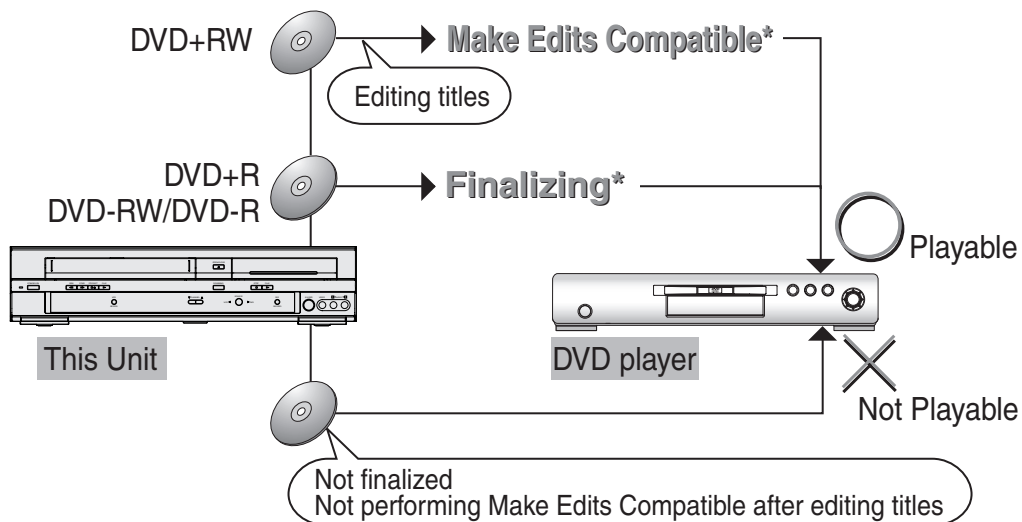 DVD+RW
Make Edits Compatible*
Editing titles
DVD+R
DVD-RW/DVD-R
Finalizing*
Playable
This Unit
DVD player
Not Playable
Not finalized
Not performing Make Edits Compatible after editing titles